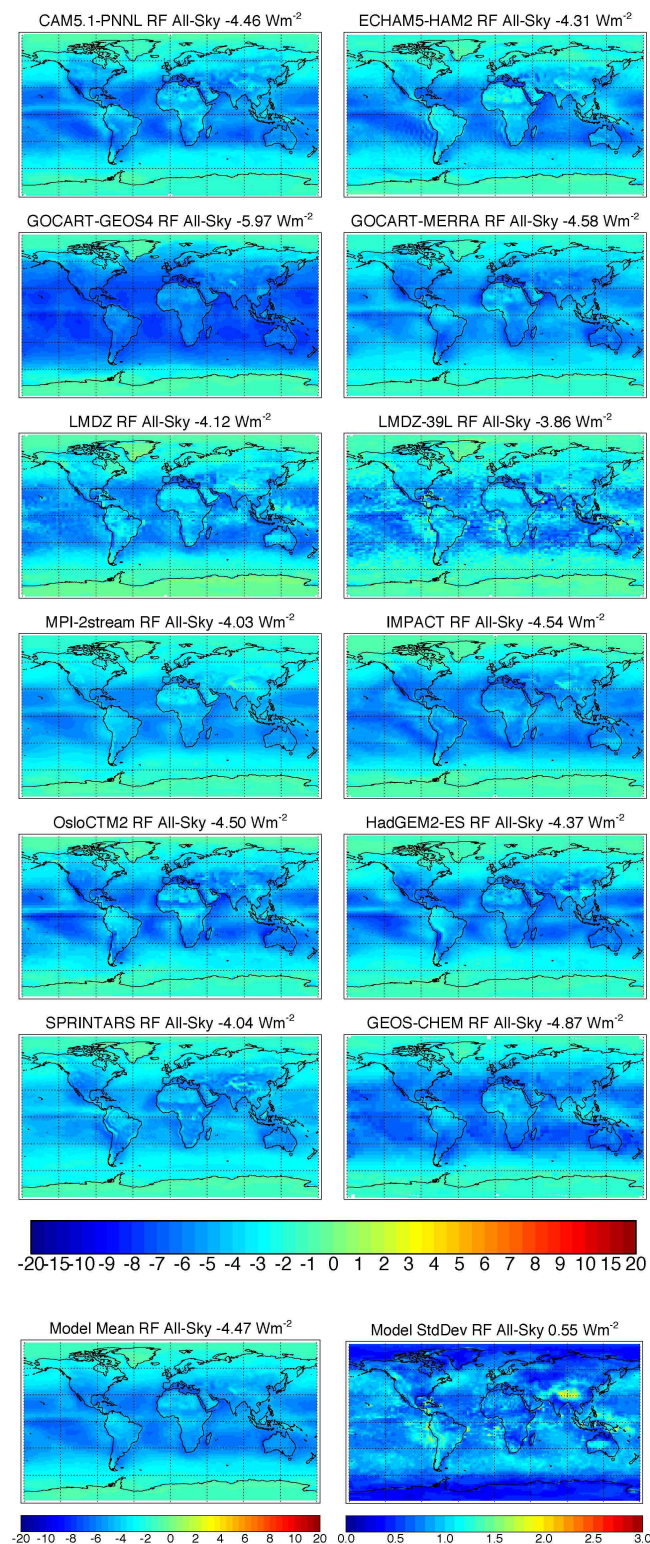 CAM5.1-PNNL RF All-Sky -4.46 Wm-2 ECHAM5-HAM2 RF All-Sky -4.31 Wm-2
GOCART-GEOS4 RF All-Sky -5.97 Wm-2 GOCART-MERRA RF All-Sky -4.58 Wm-2
LMDZ RF All-Sky -4.12 Wm-2 LMDZ-39L RF All-Sky -3.86 Wm-2
MPI-2stream RF All-Sky -4.03 Wm-2 IMPACT RF All-Sky -4.54 Wm-2
OsloCTM2 RF All-Sky -4.50 Wm-2 HadGEM2-ES RF All-Sky -4.37 Wm-2
SPRINTARS RF All-Sky -4.04 Wm-2 GEOS-CHEM RF All-Sky -4.87 Wm-2
-20 -15 -10 -9 -8 -7 -6 -5 -4 -3 -2 -1 0 1 2 3 4 5 6 7 8 9 10 15 20
Model Mean RF All-Sky -4.47 Wm-2 Model StdDev RF All-Sky 0.55 Wm-2
-20 -10 -8 -6 -4 -2 0 2 4 6 8 10 20 0.0 0.5 1.0 1.5 2.0 2.5 3.0